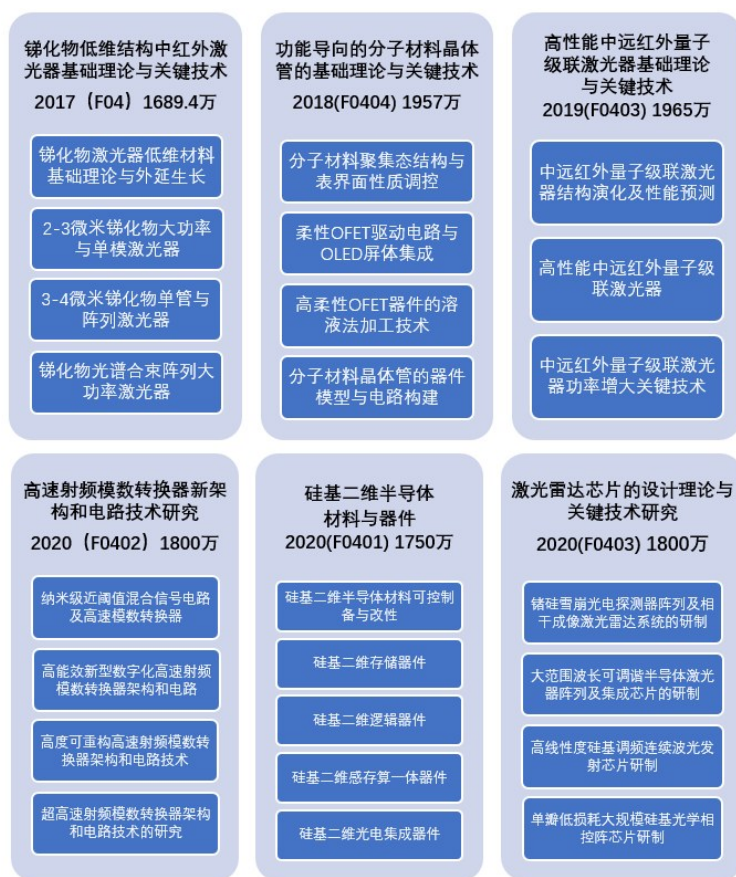 锑化物低维结构中红外激
光器基础理论与关键技术
2017（F04）1689.4万
锑化物激光器低维材料
基础理论与外延生长
2-3微米锑化物大功率
与单模激光器
3-4微米锑化物单管与
阵列激光器
锑化物光谱合束阵列大
功率激光器
功能导向的分子材料晶体
管的基础理论与关键技术
2018(F0404) 1957万
分子材料聚集态结构与
表界面性质调控
柔性OFET驱动电路与
OLED屏体集成
高柔性OFET器件的溶
液法加工技术
分子材料晶体管的器件
模型与电路构建
高性能中远红外量子
级联激光器基础理论
与关键技术
2019(F0403) 1965万
中远红外量子级联激光
器结构演化及性能预测
高性能中远红外量子级
联激光器
中远红外量子级联激光
器功率增大关键技术
高速射频模数转换器新架
构和电路技术研究
2020（F0402）1800万
纳米级近阈值混合信号电路
及高速模数转换器
高能效新型数字化高速射频
模数转换器架构和电路
高度可重构高速射频模数转
换器架构和电路技术
超高速射频模数转换器架构
和电路技术的研究
硅基二维半导体
材料与器件
2020(F0401) 1750万
硅基二维半导体材料可控制
备与改性
硅基二维存储器件
硅基二维逻辑器件
硅基二维感存算一体器件
硅基二维光电集成器件
激光雷达芯片的设计理论与
关键技术研究
2020(F0403) 1800万
锗硅雪崩光电探测器阵列及相
干成像激光雷达系统的研制
大范围波长可调谐半导体激光
器阵列及集成芯片的研制
高线性度硅基调频连续波光发
射芯片研制
单瓣低损耗大规模硅基光学相
控阵芯片研制